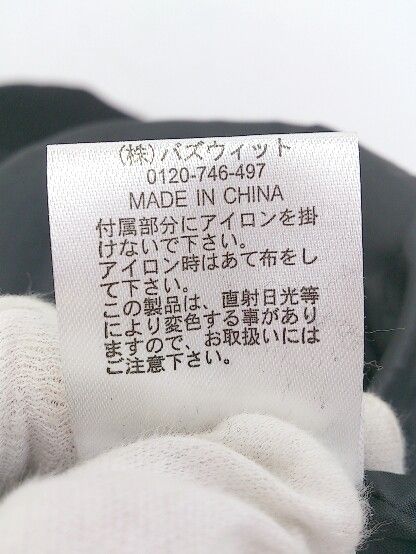 (株)バズウィット
0120-746-497
MADE IN CHINA
付属部分にアイロンを掛
けないで下さい。
アイロン時はあて布をし
て下さい。
この製品は、直射日光等
により変色する事があり
ますので、お取扱いには
ご注意下さい。